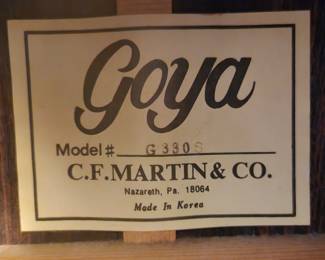 Goya
Model# G330S
C.F. MARTIN & CO.
Nazareth, Pa. 18064
Made In Korea